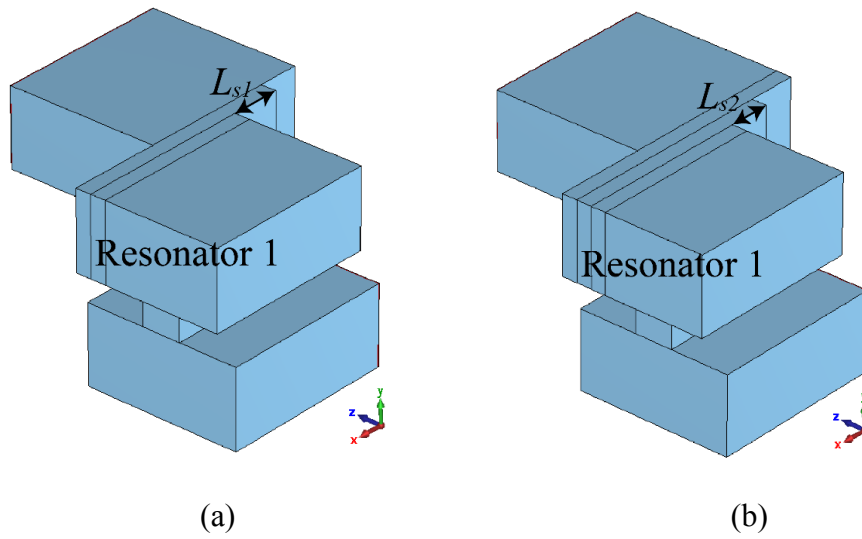 Ls1
Ls2
Resonator 1
Resonator 1
y
z
x
z
x
(a)
(b)